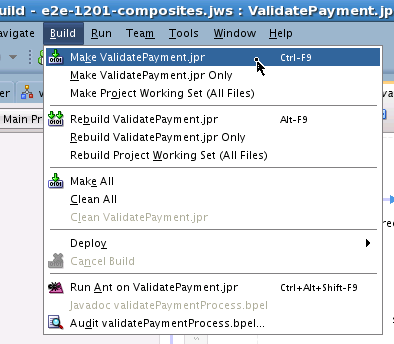 uild - e2e-1201-composites.jws : ValidatePayment.jp
avigate Build Run Team Tools Window Help
Make ValidatePayment.jpr Ctrl-F9
Make ValidatePayment.jpr Only
Make Project Working Set (All Files)
Rebuild ValidatePayment.jpr Alt-F9
Rebuild ValidatePayment.jpr Only
Rebuild Project Working Set (All Files)
Make All
Clean All
Clean ValidatePayment.jpr
Deploy
Cancel Build
Run Ant on ValidatePayment.jpr Ctrl+Alt+Shift-F9
Javadoc validatePaymentProcess.bpel
Audit validatePaymentProcess.bpel...
er
Main Pr